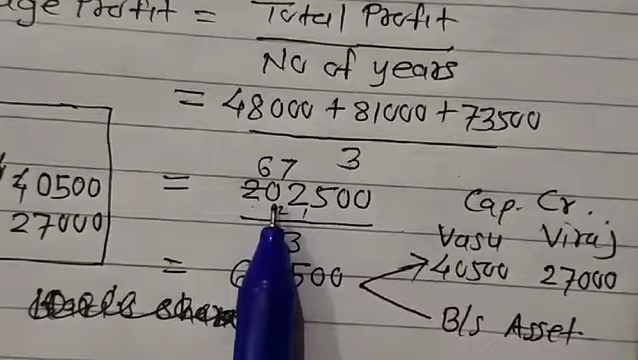 Profit = Total Profit
No of years
= 48000 + 81000 + 73500
3
67
40500 = 202500 Cap. Cr.
3 Vasu Viraj
27000
= 500 40500 27000
B/s Asset